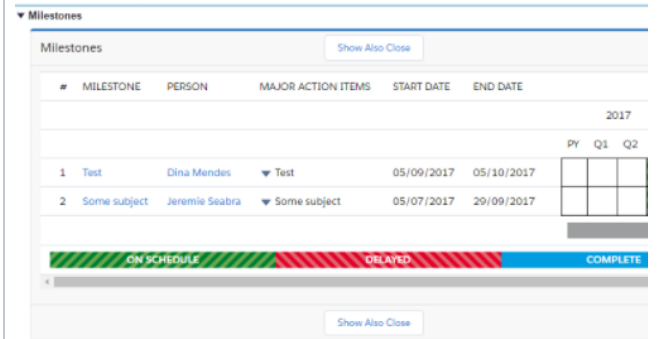 Milestones
Milestones Show Also Close
# MILESTONE PERSON MAJOR ACTION ITEMS START DATE END DATE
2017
PY Q1 Q2
1 Test Dina Mendes Test 05/09/2017 05/10/2017
2 Some subject Jeremie Seabra Some subject 05/07/2017 29/09/2017
ON SCHEDULE DELAYED COMPLETE
Show Also Close